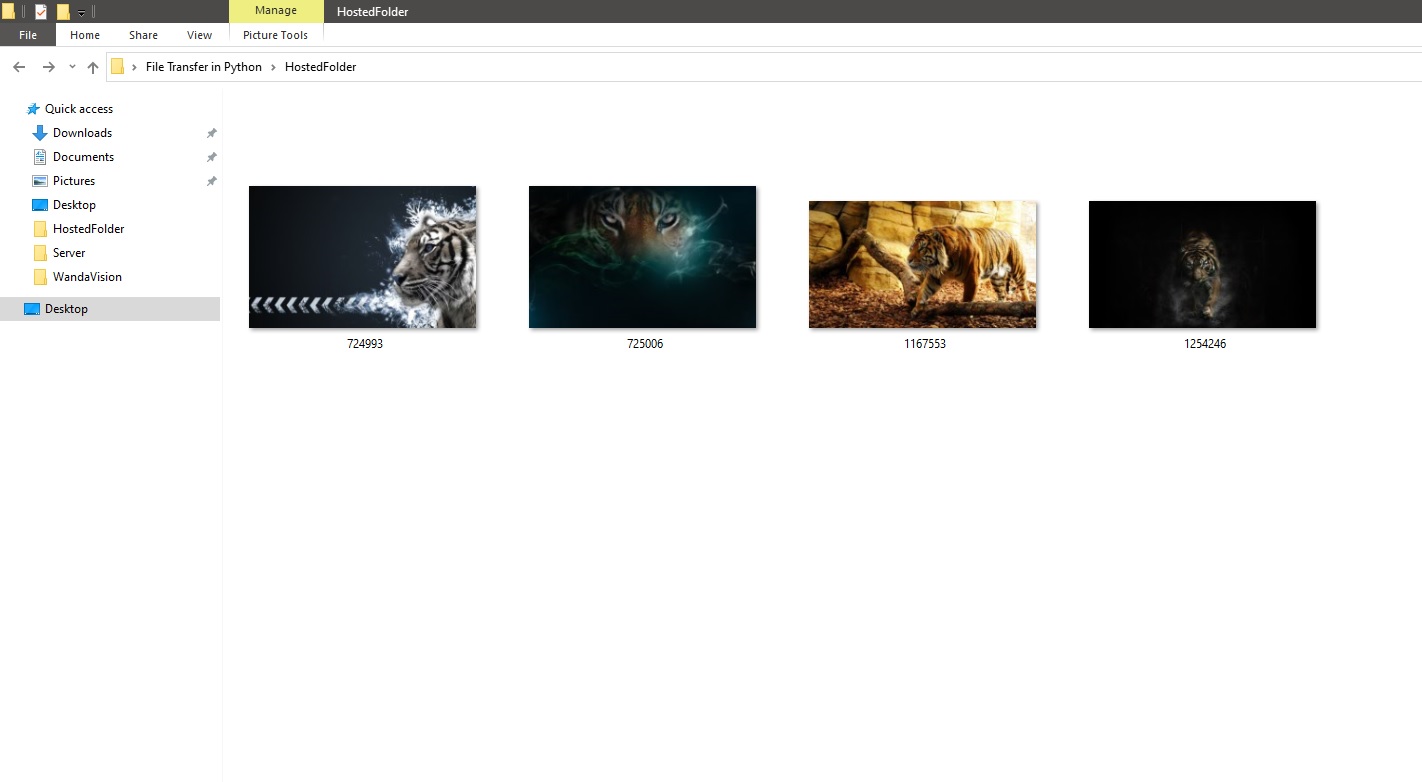 Manage HostedFolder
File Home Share View Picture Tools
File Transfer in Python HostedFolder
Quick access
Downloads
Documents
Pictures
Desktop
HostedFolder
Server
WandaVision
Desktop
724993 725006 1167553 1254246